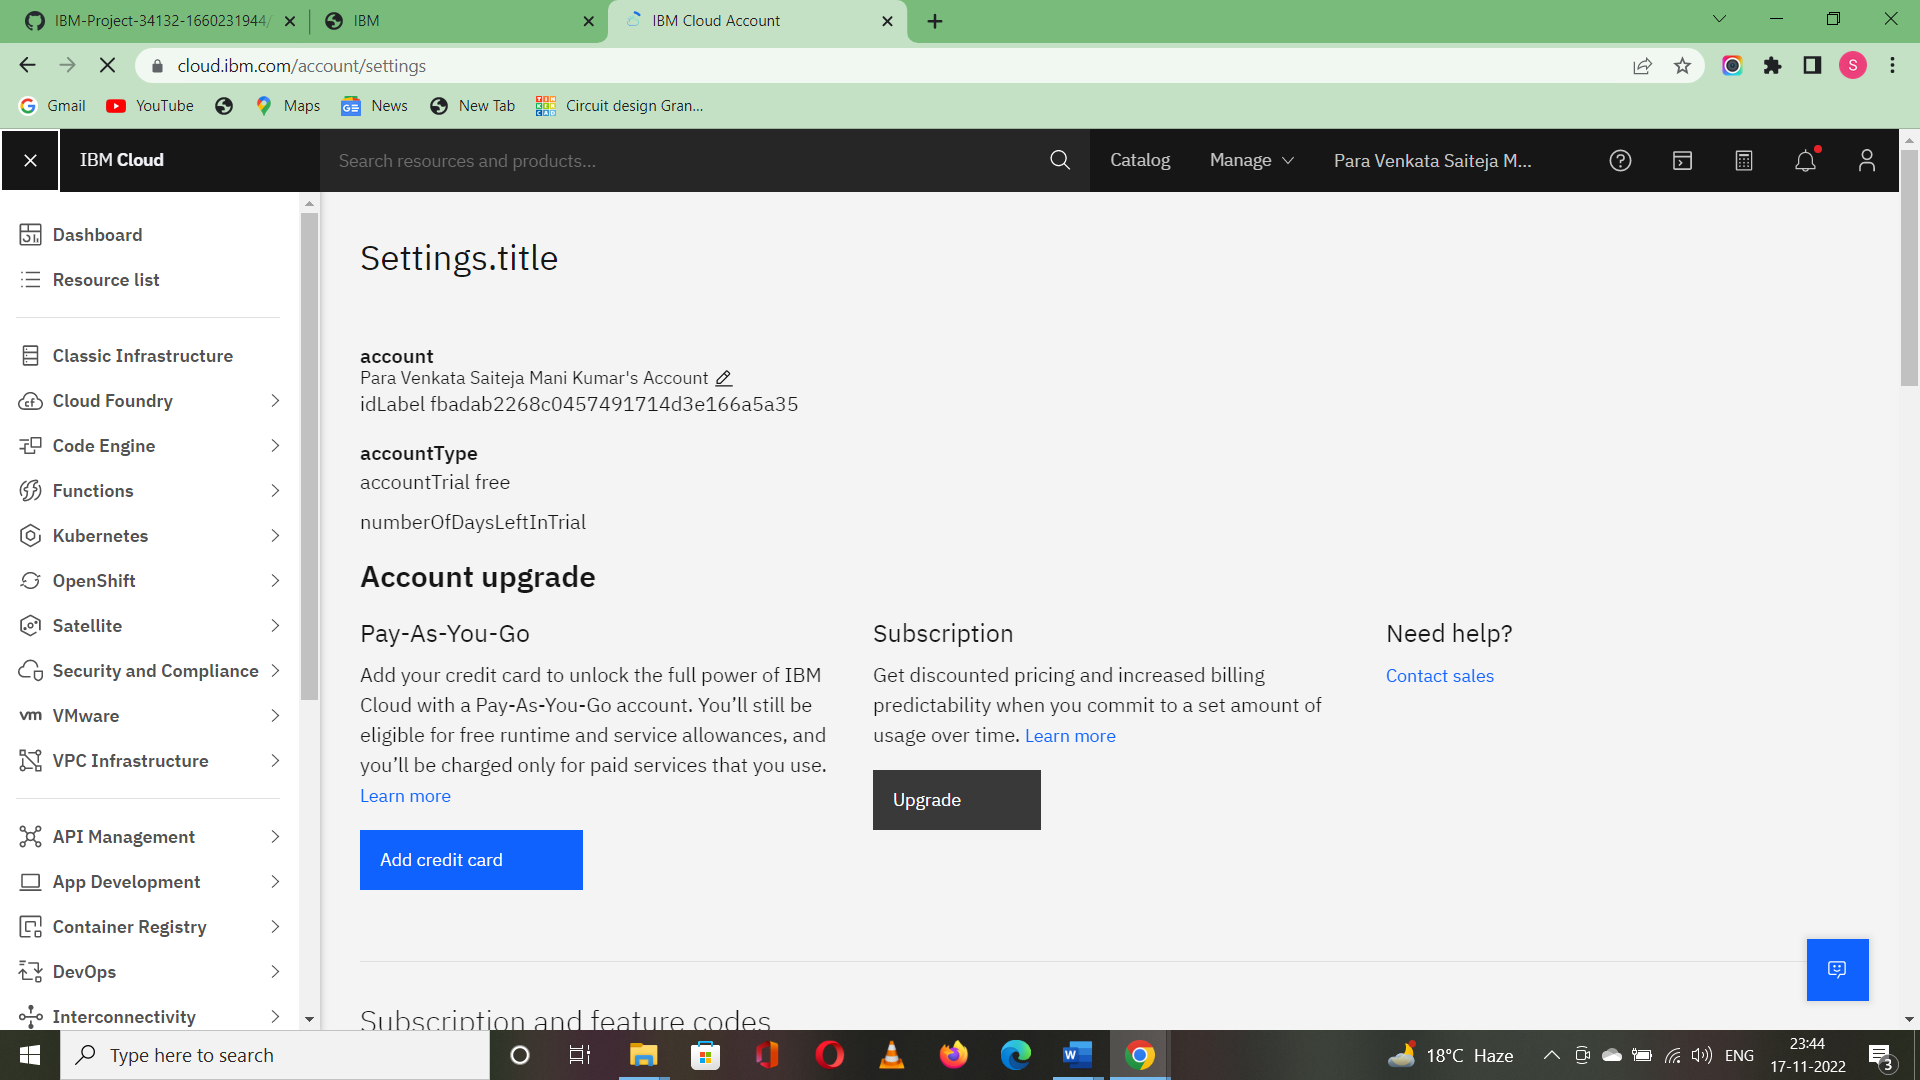 IBM-Project-34132-1660231944/
IBM
IBM Cloud Account
cloud.ibm.com/account/settings
S
Gmail
YouTube
Maps
News
New Tab
Circuit design Gran...
IBM Cloud
Search resources and products...
Catalog
Manage
Para Venkata Saiteja M...
Dashboard
Resource list
Classic Infrastructure
Cloud Foundry
Code Engine
Functions
Kubernetes
OpenShift
Satellite
Security and Compliance
vm VMware
VPC Infrastructure
API Management
App Development
Container Registry
DevOps
Interconnectivity
Settings.title
account
Para Venkata Saiteja Mani Kumar's Account
idLabel fbadab2268c0457491714d3e166a5a35
accountType
accountTrial free
numberOfDaysLeftInTrial
Account upgrade
Pay-As-You-Go
Add your credit card to unlock the full power of IBM
Cloud with a Pay-As-You-Go account. You’ll still be
eligible for free runtime and service allowances, and
you’ll be charged only for paid services that you use.
Learn more
Add credit card
Subscription
Get discounted pricing and increased billing
predictability when you commit to a set amount of
usage over time. Learn more
Upgrade
Need help?
Contact sales
Subscription and feature codes
Type here to search
18°C Haze
ENG
23:44
17-11-2022
3